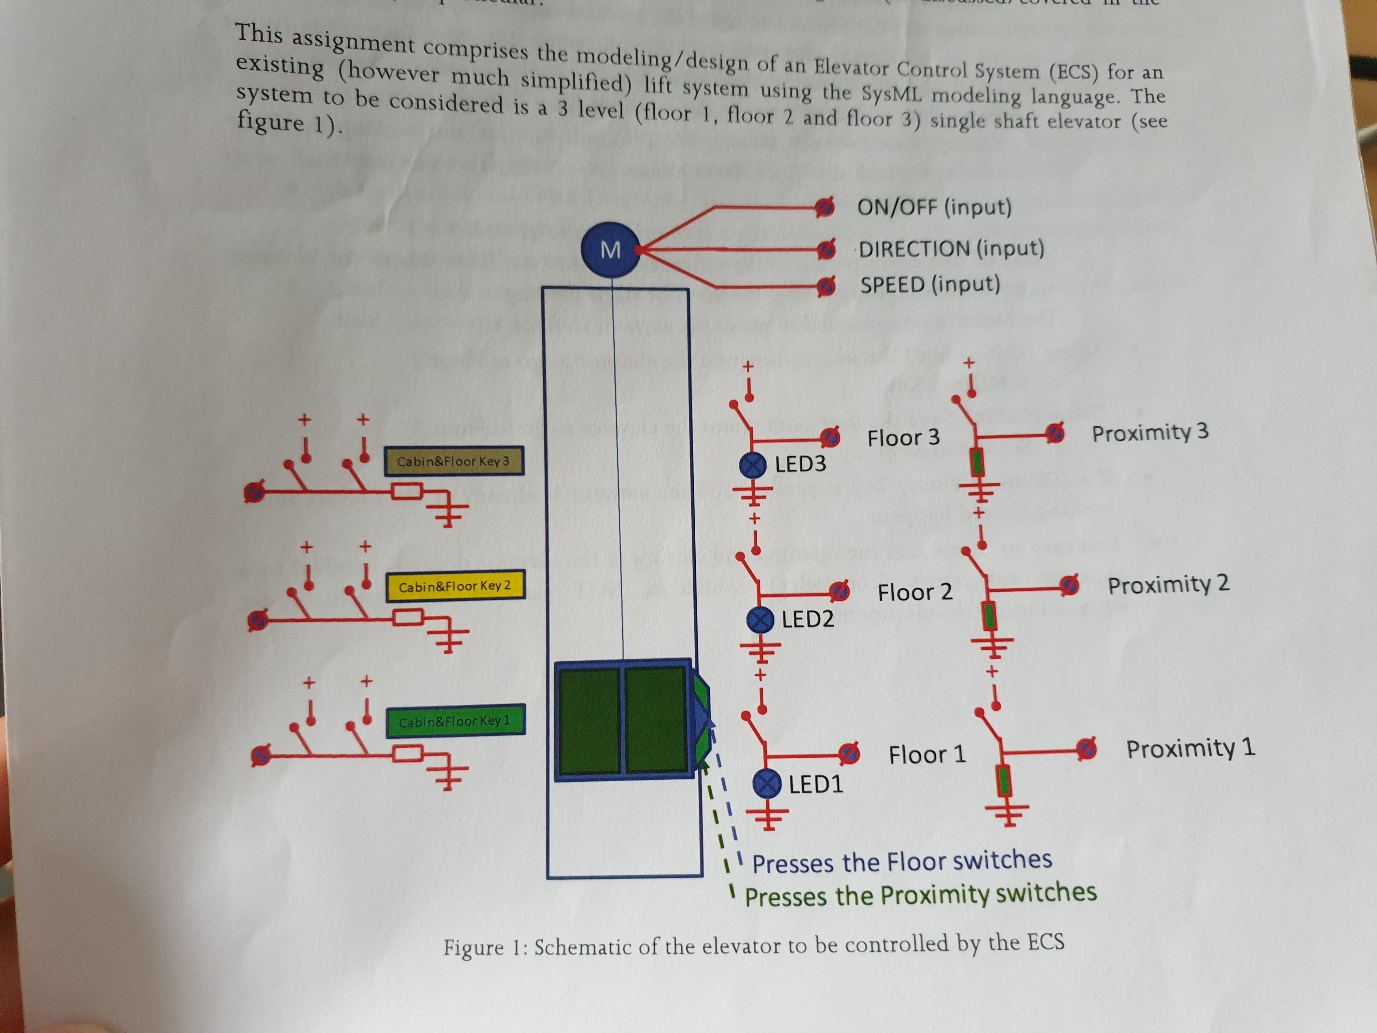 This assignment comprises the modeling/design of an Elevator Control System (ECS) for an
existing (however much simplified) lift system using the SysML modeling language. The
system to be considered is a 3 level (floor 1, floor 2 and floor 3) single shaft elevator (see
figure 1).
ON/OFF (input)
M
DIRECTION (input)
SPEED (input)
+
+
+
+
Floor 3
Proximity 3
Cabin&Floor Key 3
LED3
+
+
+
+
Cabin&Floor Key 2
Floor 2
Proximity 2
LED2
+
+
+
+
Cabin&Floor Key 1
Floor 1
Proximity 1
LED1
Presses the Floor switches
Presses the Proximity switches
Figure 1: Schematic of the elevator to be controlled by the ECS